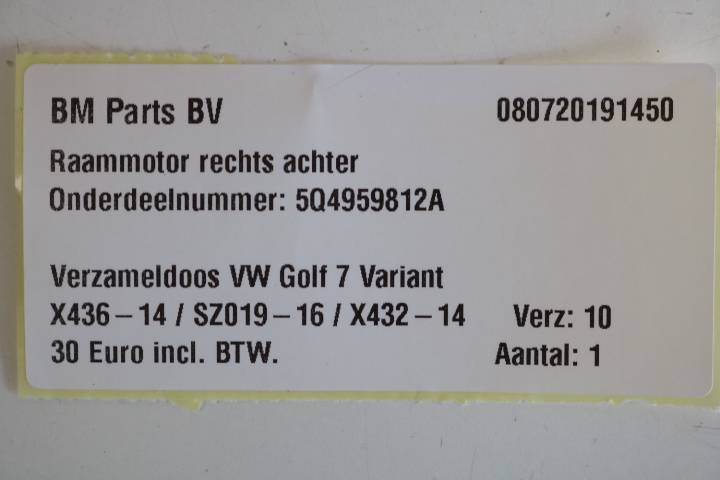 BM Parts BV 080720191450
Raammotor rechts achter
Onderdeelnummer: 5Q4959812A
Verzameldoos VW Golf 7 Variant
X436-14 / SZ019-16 / X432-14 Verz: 10
30 Euro incl. BTW. Aantal: 1